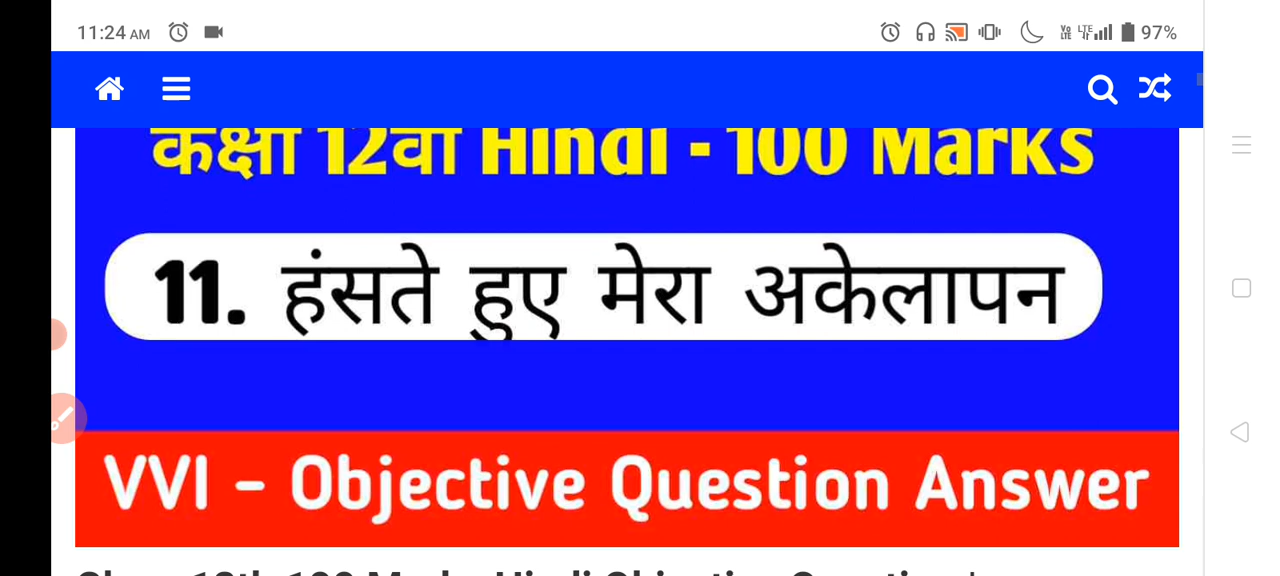 11:24 AM 97%
कक्षा 12वीं Hindi - 100 Marks
11. हंसते हुए मेरा अकेलापन
VVI - Objective Question Answer